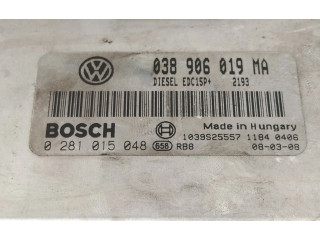 038 906 019 MA
DIESEL EDC15P+ 2193
BOSCH
Made in Hungary
1039S25557 1184 0406
0 281 015 048 656 RB8 08-03-08